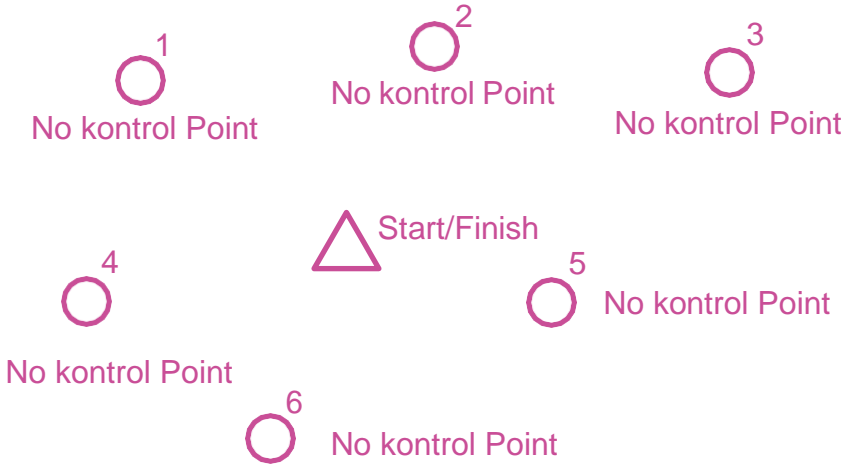 1
No kontrol Point
2
No kontrol Point
3
No kontrol Point
Start/Finish
4
No kontrol Point
5
No kontrol Point
6
No kontrol Point